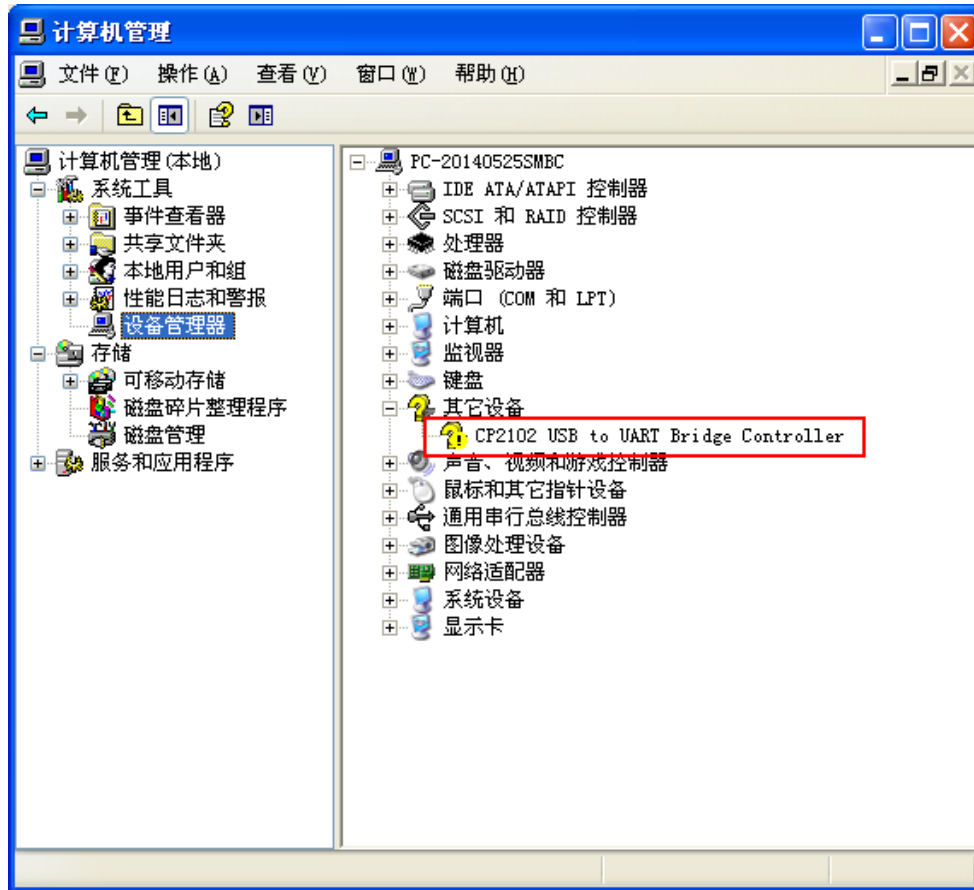 计算机管理
文件(F) 操作(A) 查看(V) 窗口(W) 帮助(H)
计算机管理(本地)
系统工具
事件查看器
共享文件夹
本地用户和组
性能日志和警报
设备管理器
存储
可移动存储
磁盘碎片整理程序
磁盘管理
服务和应用程序
PC-20140525SMBC
IDE ATA/ATAPI 控制器
SCSI 和 RAID 控制器
处理器
磁盘驱动器
端口 (COM 和 LPT)
计算机
监视器
键盘
其它设备
CP2102 USB to UART Bridge Controller
声音、视频和游戏控制器
鼠标和其它指针设备
通用串行总线控制器
图像处理设备
网络适配器
系统设备
显示卡